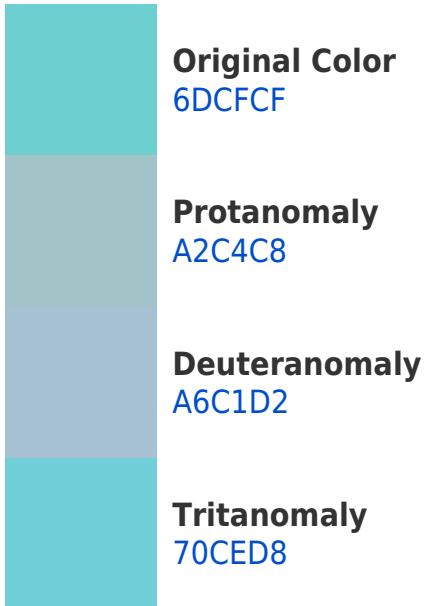 Original Color
6DCFCF
Protanomaly
A2C4C8
Deuteranomaly
A6C1D2
Tritanomaly
70CED8